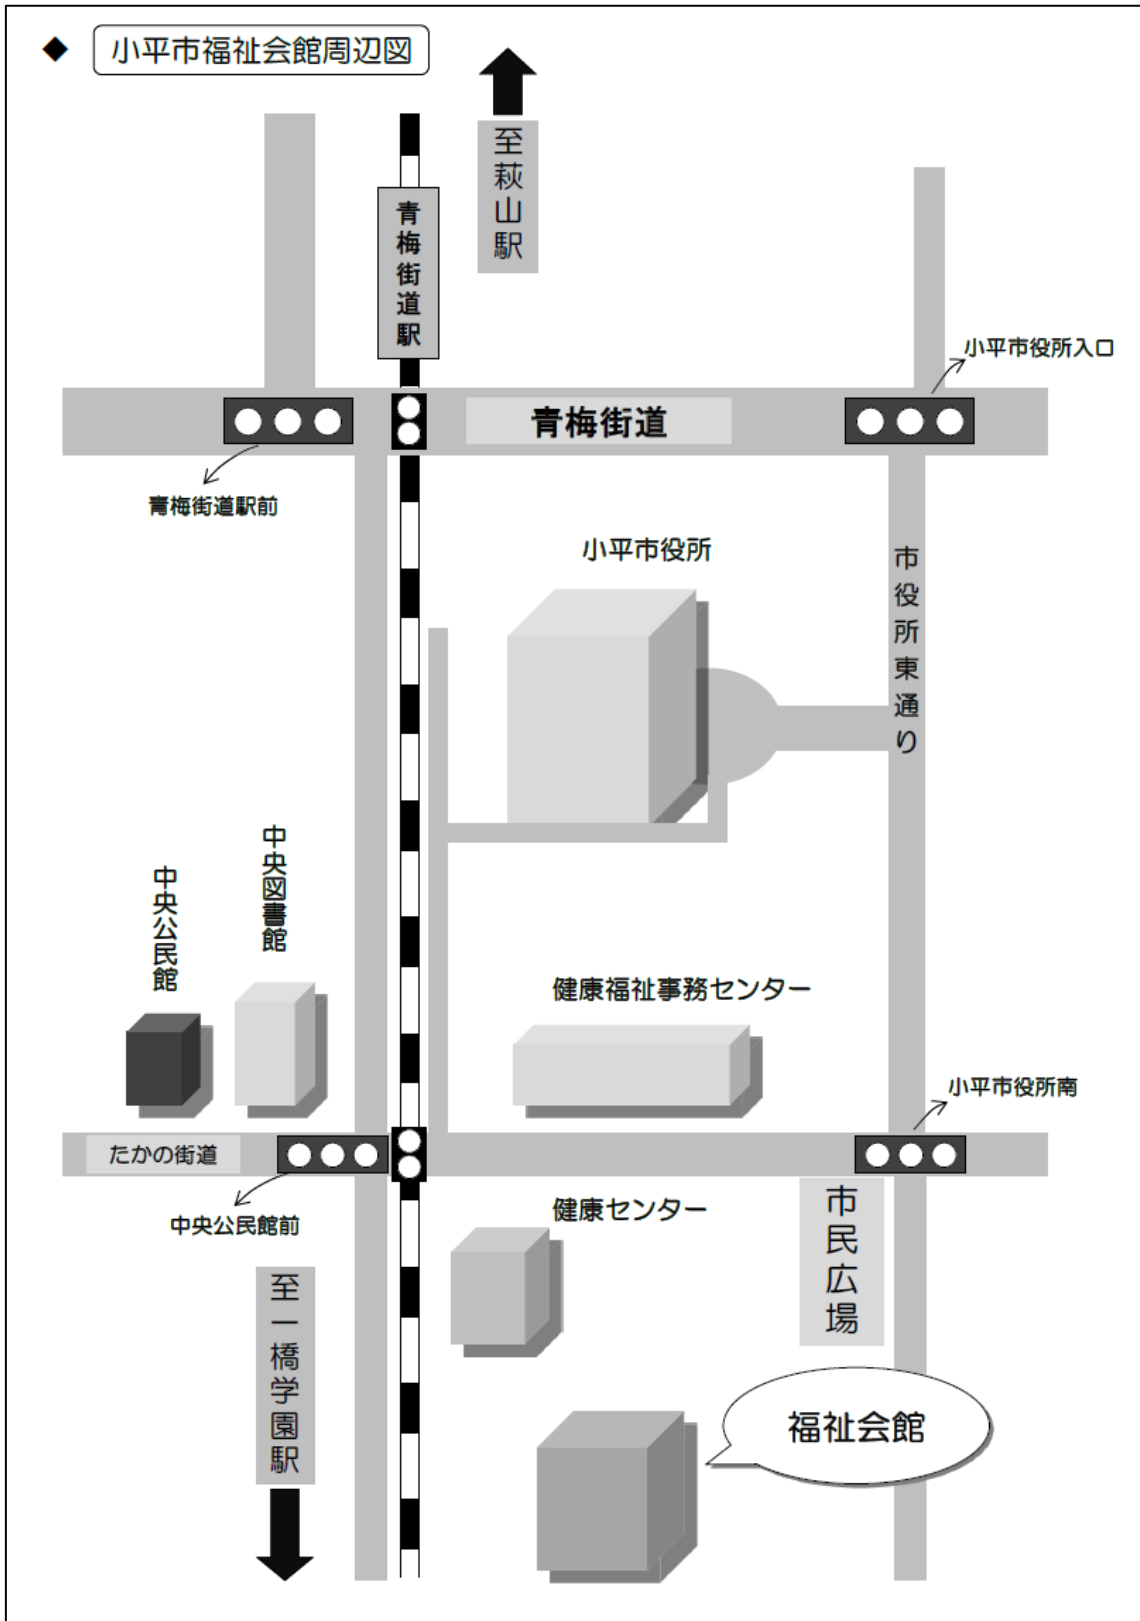 ◆ 小平市福祉会館周辺図
至萩山駅
青梅街道駅
小平市役所入口
青梅街道
青梅街道駅前
小平市役所
市役所東通り
中央図書館
中央公民館
健康福祉事務センター
小平市役所南
たかの街道
中央公民館前
健康センター
市民広場
至一橋学園駅
福祉会館